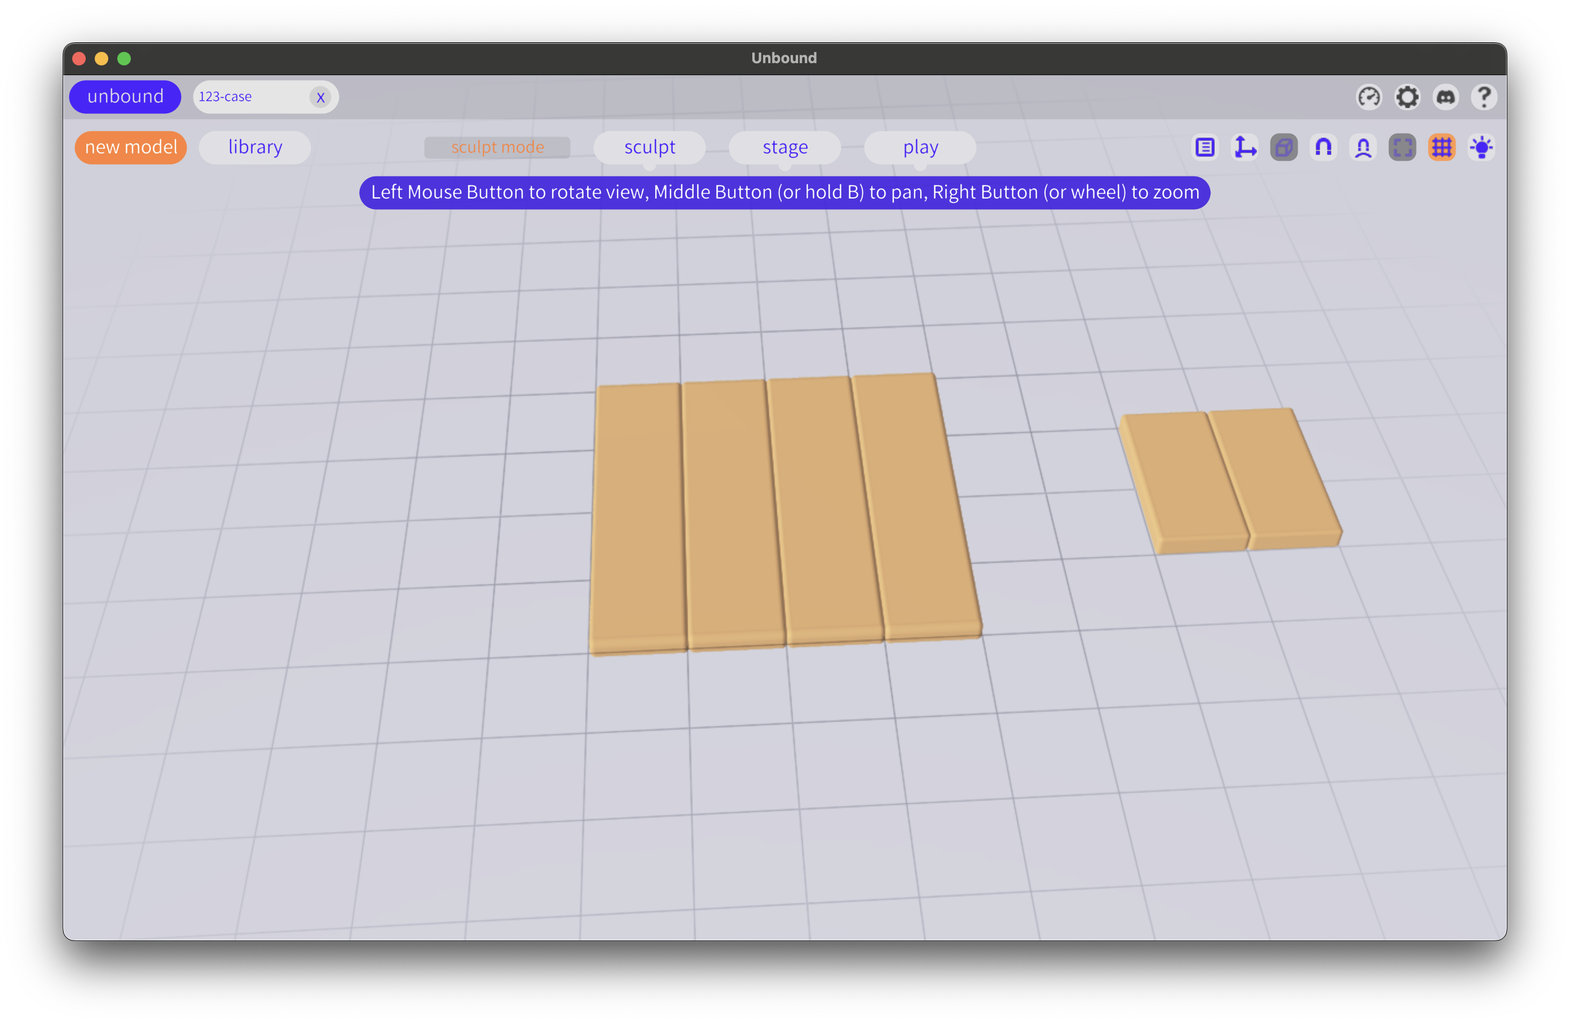 Unbound
unbound
123-case
X
?
new model
library
sculpt mode
sculpt
stage
play
Left Mouse Button to rotate view, Middle Button (or hold B) to pan, Right Button (or wheel) to zoom